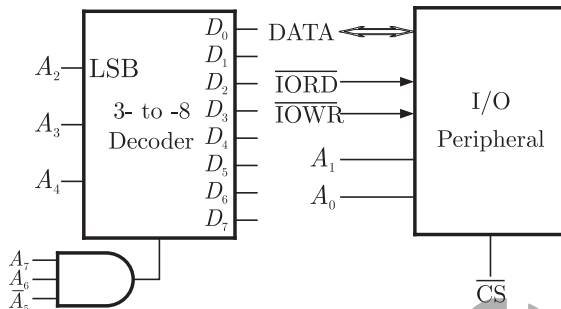 D₀ DATA
A₂ LSB D₁
D₂ IORD
3- to -8 D₃ IOWR I/O
A₃ Decoder D₄ Peripheral
D₅ A₁
A₄ D₆ A₀
D₇
A₇
A₆
A̅₅
CS